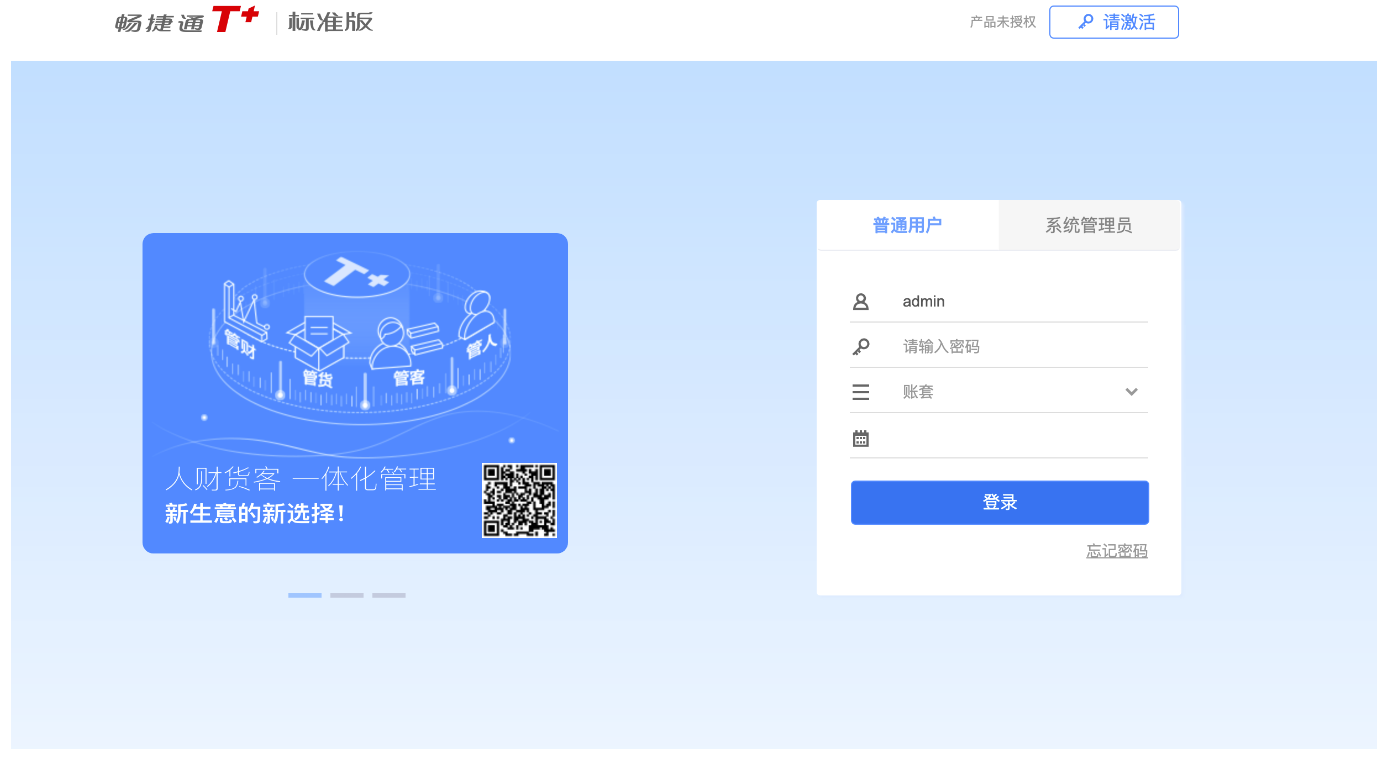 畅捷通 T+ 标准版
产品未授权 请激活
普通用户 系统管理员
admin
请输入密码
账套
登录
忘记密码
T+
管财 管货 管客 管人
人财货客 一体化管理
新生意的新选择!